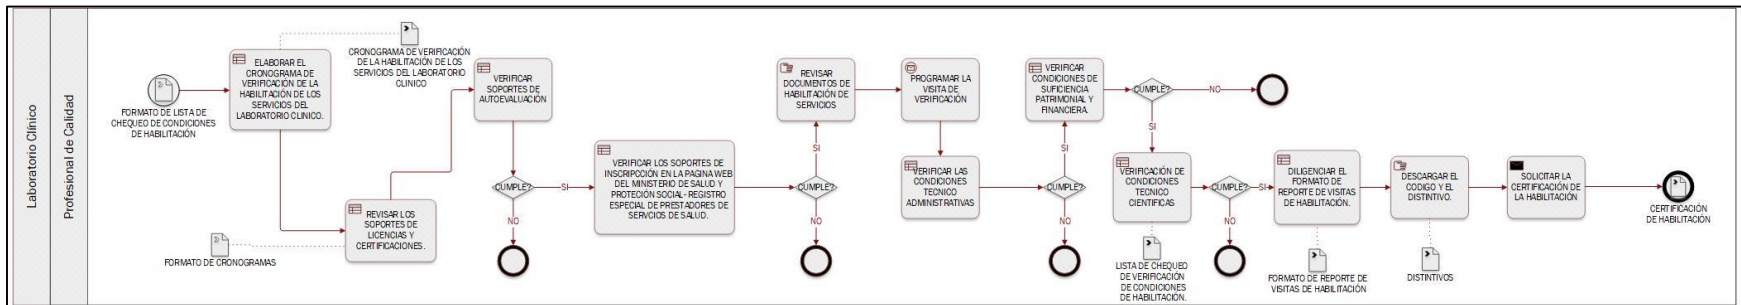 Laboratorio Clínico
Profesional de Calidad
FORMATO DE LISTA DE
CHEQUEO DE CONDICIONES
DE HABILITACIÓN
ELABORAR EL
CRONOGRAMA DE
VERIFICACIÓN DE LA
HABILITACIÓN DE LOS
SERVICIOS DEL
LABORATORIO CLINICO.
CRONOGRAMA DE VERIFICACIÓN
DE LA HABILITACIÓN DE LOS
SERVICIOS DEL LABORATORIO
CLINICO
FORMATO DE CRONOGRAMAS
REVISAR LOS
SOPORTES DE
LICENCIAS Y
CERTIFICACIONES.
VERIFICAR
SOPORTES DE
AUTOEVALUACIÓN
CUMPLE?
SI
NO
VERIFICAR LOS SOPORTES DE
INSCRIPCCIÓN EN LA PAGINA WEB
DEL MINISTERIO DE SALUD Y
PROTECIÓN SOCIAL- REGISTRO
ESPECIAL DE PRESTADORES
DE SERVCIOS DE SALUD.
CUMPLE?
SI
NO
REVISAR
DOCUMENTOS DE
HABILITACIÓN DE
SERVICIOS
PROGRAMAR LA
VISITA DE
VERIFICACIÓN
VERIFICAR LAS
CONDICIONES
TECNICO
ADMINISTRATIVAS
CUMPLE?
SI
NO
VERIFICAR
CONDICIONES DE
SUFICIENCIA
PATRIMONIAL Y
FINANCIERA.
CUMPLE?
NO
SI
VERIFICACIÓN DE
CONDICIONES
TECNICO
CIENTIFICAS
LISTA DE CHEQUEO
DE VERIFICACIÓN
DE CONDICIONES
DE HABILITACIÓN.
CUMPLE?
SI
NO
DILIGENCIAR EL
FORMATO DE
REPORTE DE VISITAS
DE HABILITACIÓN.
FORMATO DE REPORTE DE
VISITAS DE HABILITACIÓN
DESCARGAR EL
CODIGO Y EL
DISTINTIVO.
DISTINTIVOS
SOLICITAR LA
CERTIFICACIÓN DE
LA HABILITACIÓN
CERTIFICACIÓN
DE HABILITACIÓN